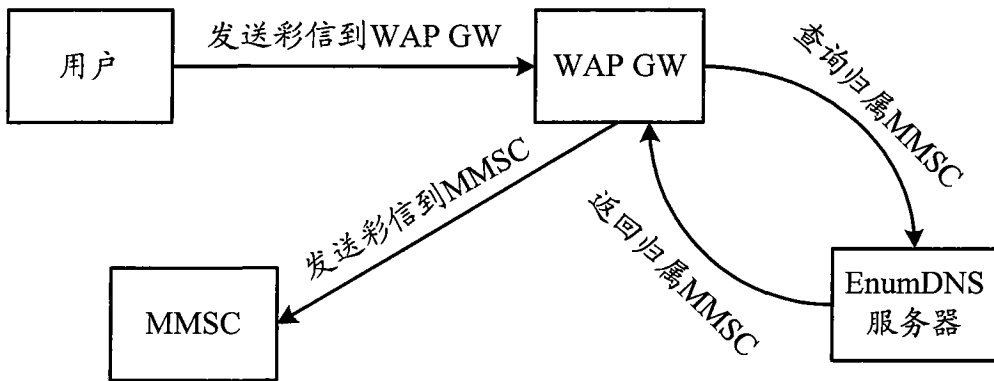 用户
发送彩信到WAP GW
WAP GW
查询归属MMSC
发送彩信到MMSC
返回归属MMSC
MMSC
EnumDNS
服务器